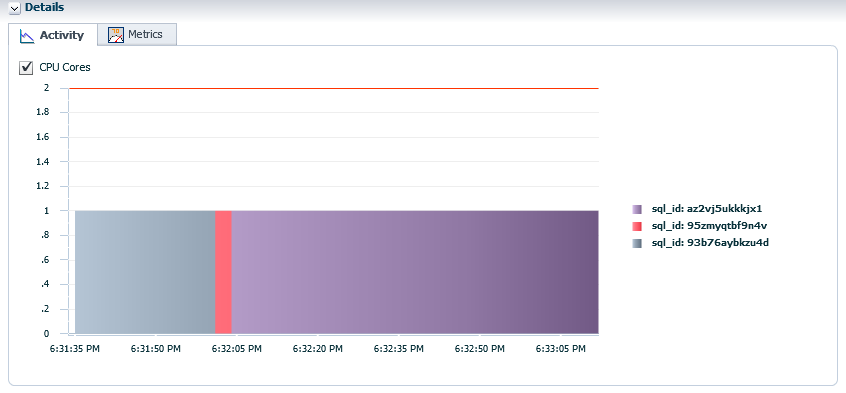 Details
Activity
Metrics
CPU Cores
2
1.8
1.6
1.4
1.2
1
.8
.6
.4
.2
0
6:31:35 PM 6:31:50 PM 6:32:05 PM 6:32:20 PM 6:32:35 PM 6:32:50 PM 6:33:05 PM
sql_id: az2vj5ukkkjx1
sql_id: 95zmyqtbf9n4v
sql_id: 93b76aybkzu4d